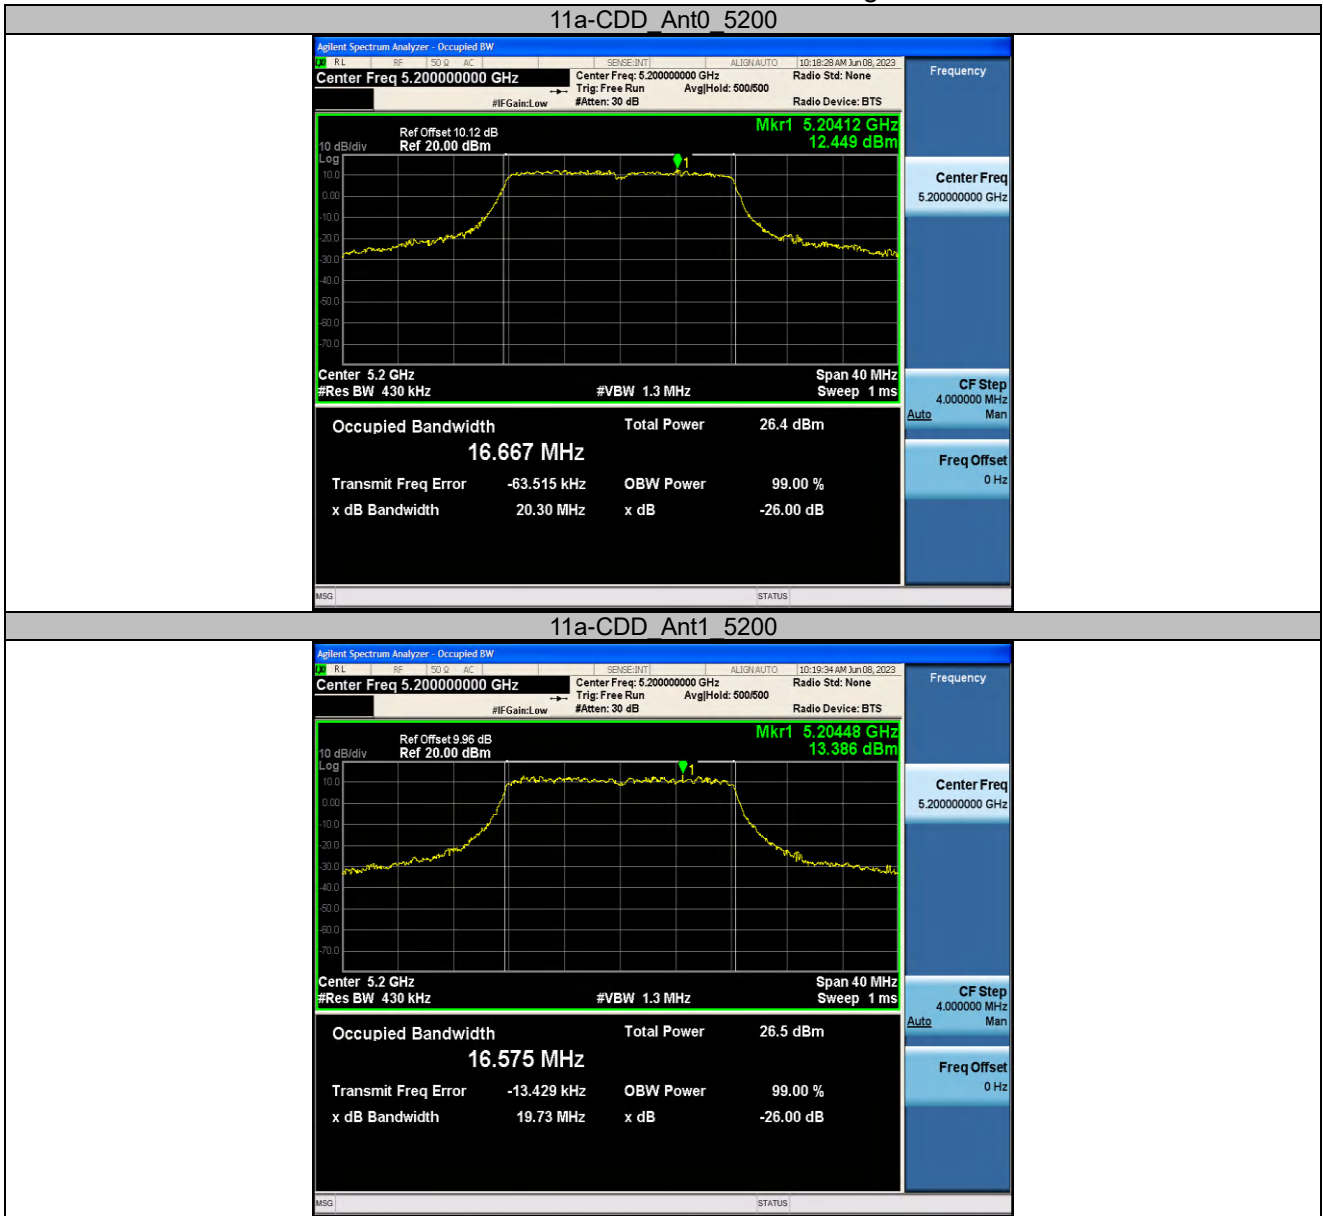 11a-CDD_Ant0_5200
Agilent Spectrum Analyzer - Occupied BW
RL RF 50 Ω AC SENSE:INT ALIGN AUTO 10:18:28 AM Jun 08, 2023
Center Freq 5.200000000 GHz
Center Freq: 5.200000000 GHz
Radio Std: None
Trig: Free Run Avg|Hold: 500/500
#IFGain:Low #Atten: 30 dB Radio Device: BTS
Frequency
Mkr1 5.20412 GHz
12.449 dBm
Ref Offset 10.12 dB
10 dB/div Ref 20.00 dBm
Log
1
10.0
0.00
-10.0
-20.0
-30.0
-40.0
-50.0
-60.0
-70.0
Center 5.2 GHz Span 40 MHz
#Res BW 430 kHz #VBW 1.3 MHz Sweep 1 ms
Center Freq
5.200000000 GHz
CF Step
4.000000 MHz
Auto Man
Freq Offset
0 Hz
Occupied Bandwidth Total Power 26.4 dBm
16.667 MHz
Transmit Freq Error -63.515 kHz OBW Power 99.00 %
x dB Bandwidth 20.30 MHz x dB -26.00 dB
MSG STATUS
11a-CDD_Ant1_5200
Agilent Spectrum Analyzer - Occupied BW
RL RF 50 Ω AC SENSE:INT ALIGN AUTO 10:19:34 AM Jun 08, 2023
Center Freq 5.200000000 GHz
Center Freq: 5.200000000 GHz
Radio Std: None
Trig: Free Run Avg|Hold: 500/500
#IFGain:Low #Atten: 30 dB Radio Device: BTS
Frequency
Mkr1 5.20448 GHz
13.386 dBm
Ref Offset 9.96 dB
10 dB/div Ref 20.00 dBm
Log
1
10.0
0.00
-10.0
-20.0
-30.0
-40.0
-50.0
-60.0
-70.0
Center 5.2 GHz Span 40 MHz
#Res BW 430 kHz #VBW 1.3 MHz Sweep 1 ms
Center Freq
5.200000000 GHz
CF Step
4.000000 MHz
Auto Man
Freq Offset
0 Hz
Occupied Bandwidth Total Power 26.5 dBm
16.575 MHz
Transmit Freq Error -13.429 kHz OBW Power 99.00 %
x dB Bandwidth 19.73 MHz x dB -26.00 dB
MSG STATUS